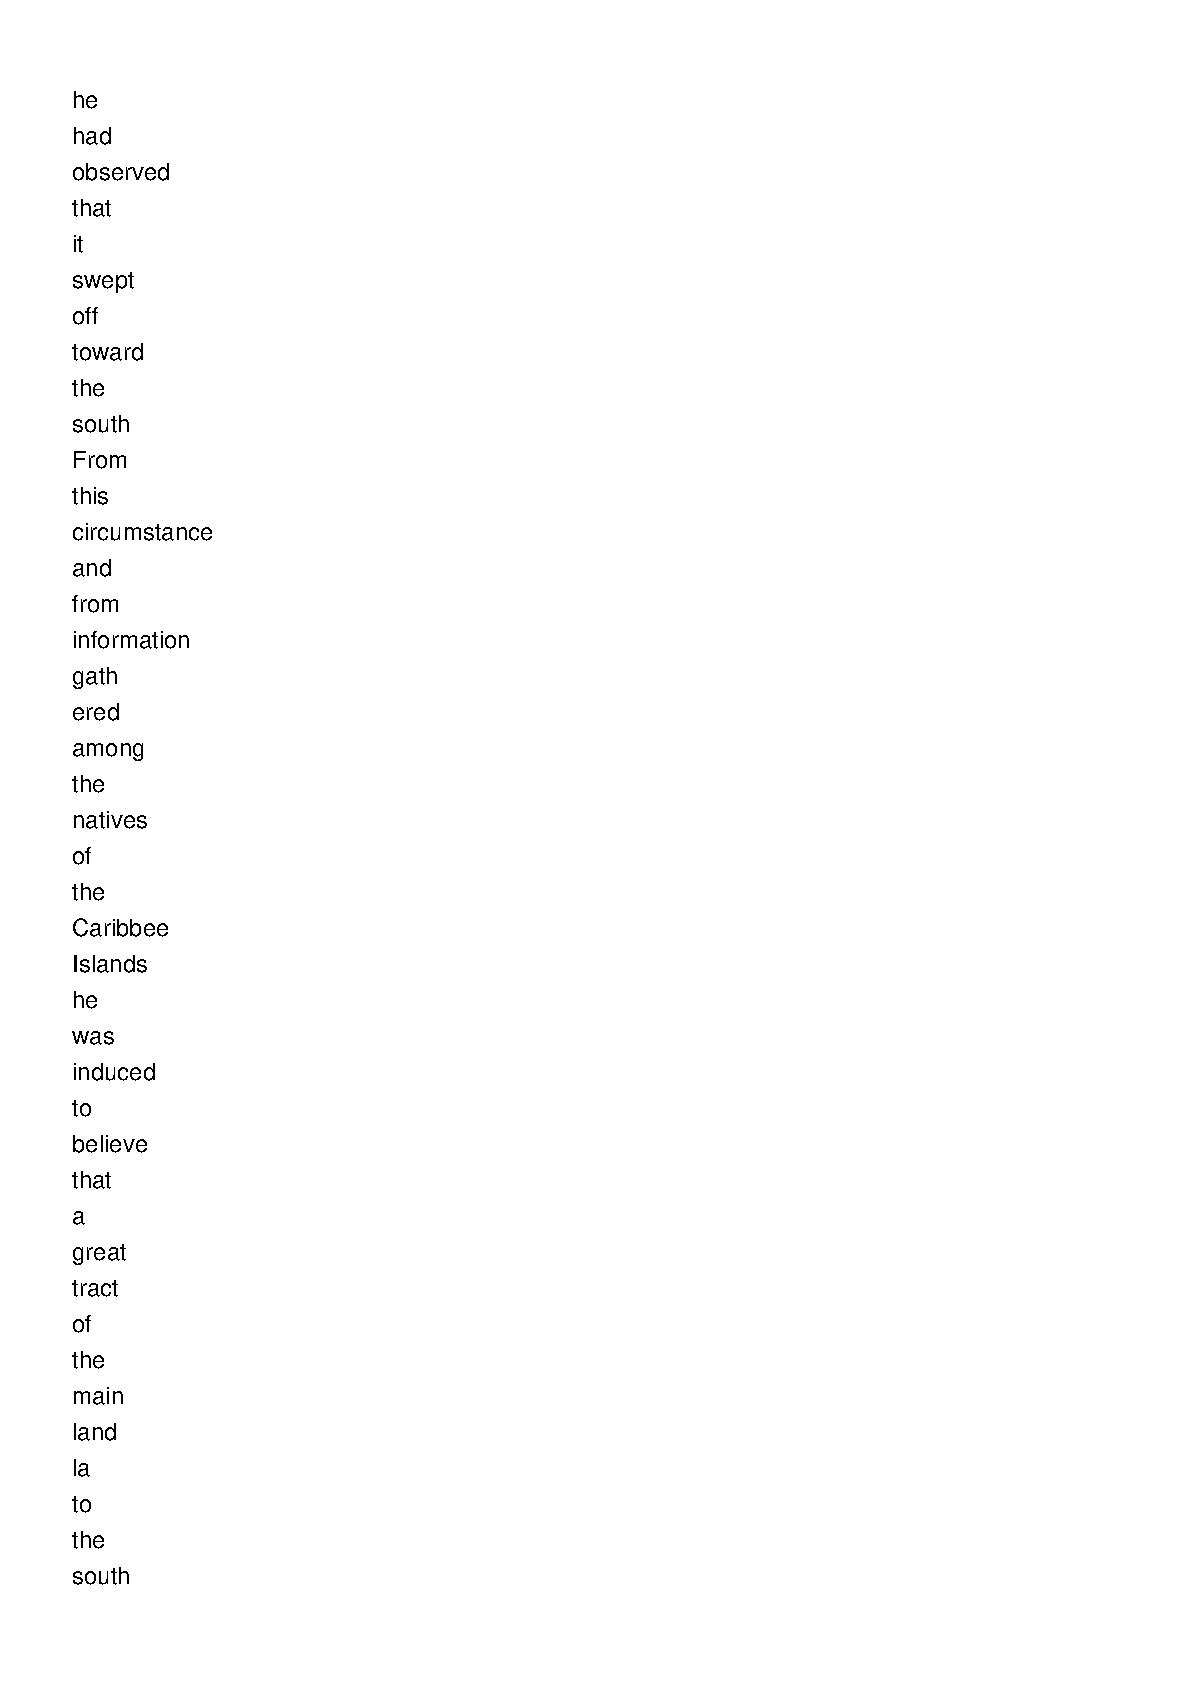 he
had
observed
that
it
swept
off
toward
the
south
From
this
circumstance
and
from
information
gath
ered
among
the
natives
of
the
Caribbee
Islands
he
was
induced
to
believe
that
a
great
tract
of
the
main
land
la
to
the
south